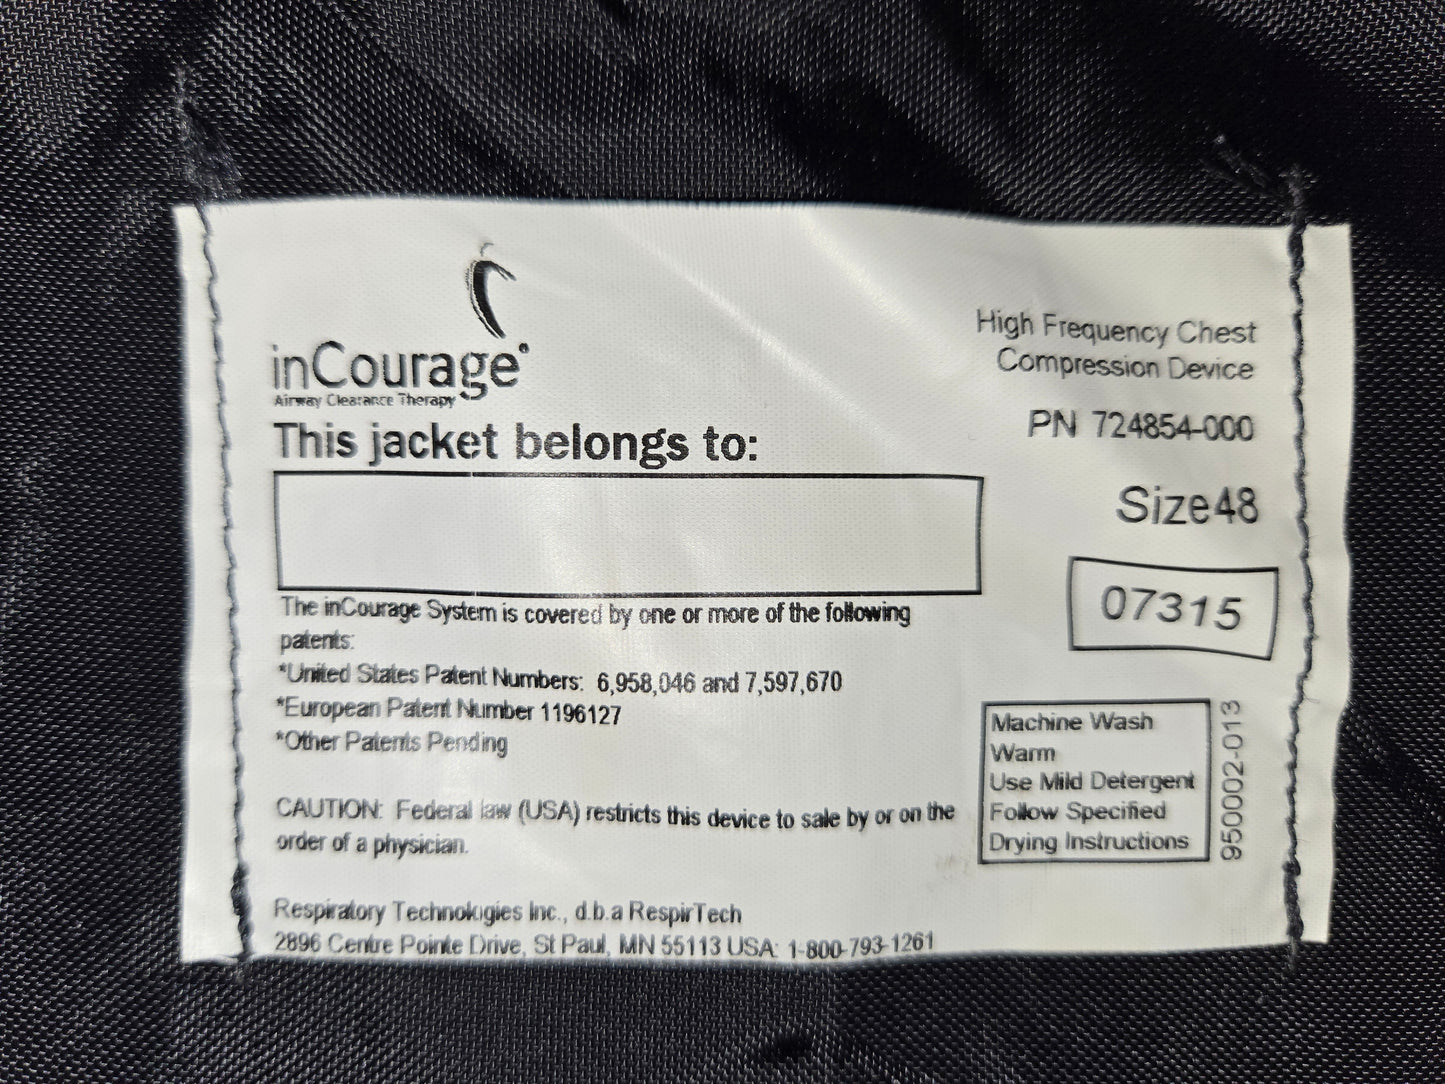 inCourage®
Airway Clearance Therapy
This jacket belongs to:
High Frequency Chest
Compression Device
PN 724854-000
Size48
07315
The inCourage System is covered by one or more of the following
patents:
*United States Patent Numbers: 6,958,046 and 7,597,670
*European Patent Number 1196127
*Other Patents Pending
CAUTION: Federal law (USA) restricts this device to sale by or on the
order of a physician.
Machine Wash
Warm
Use Mild Detergent
Follow Specified
Drying Instructions
950002-013
Respiratory Technologies Inc., d.b.a RespirTech
2896 Centre Pointe Drive, St Paul, MN 55113 USA: 1-800-793-1261